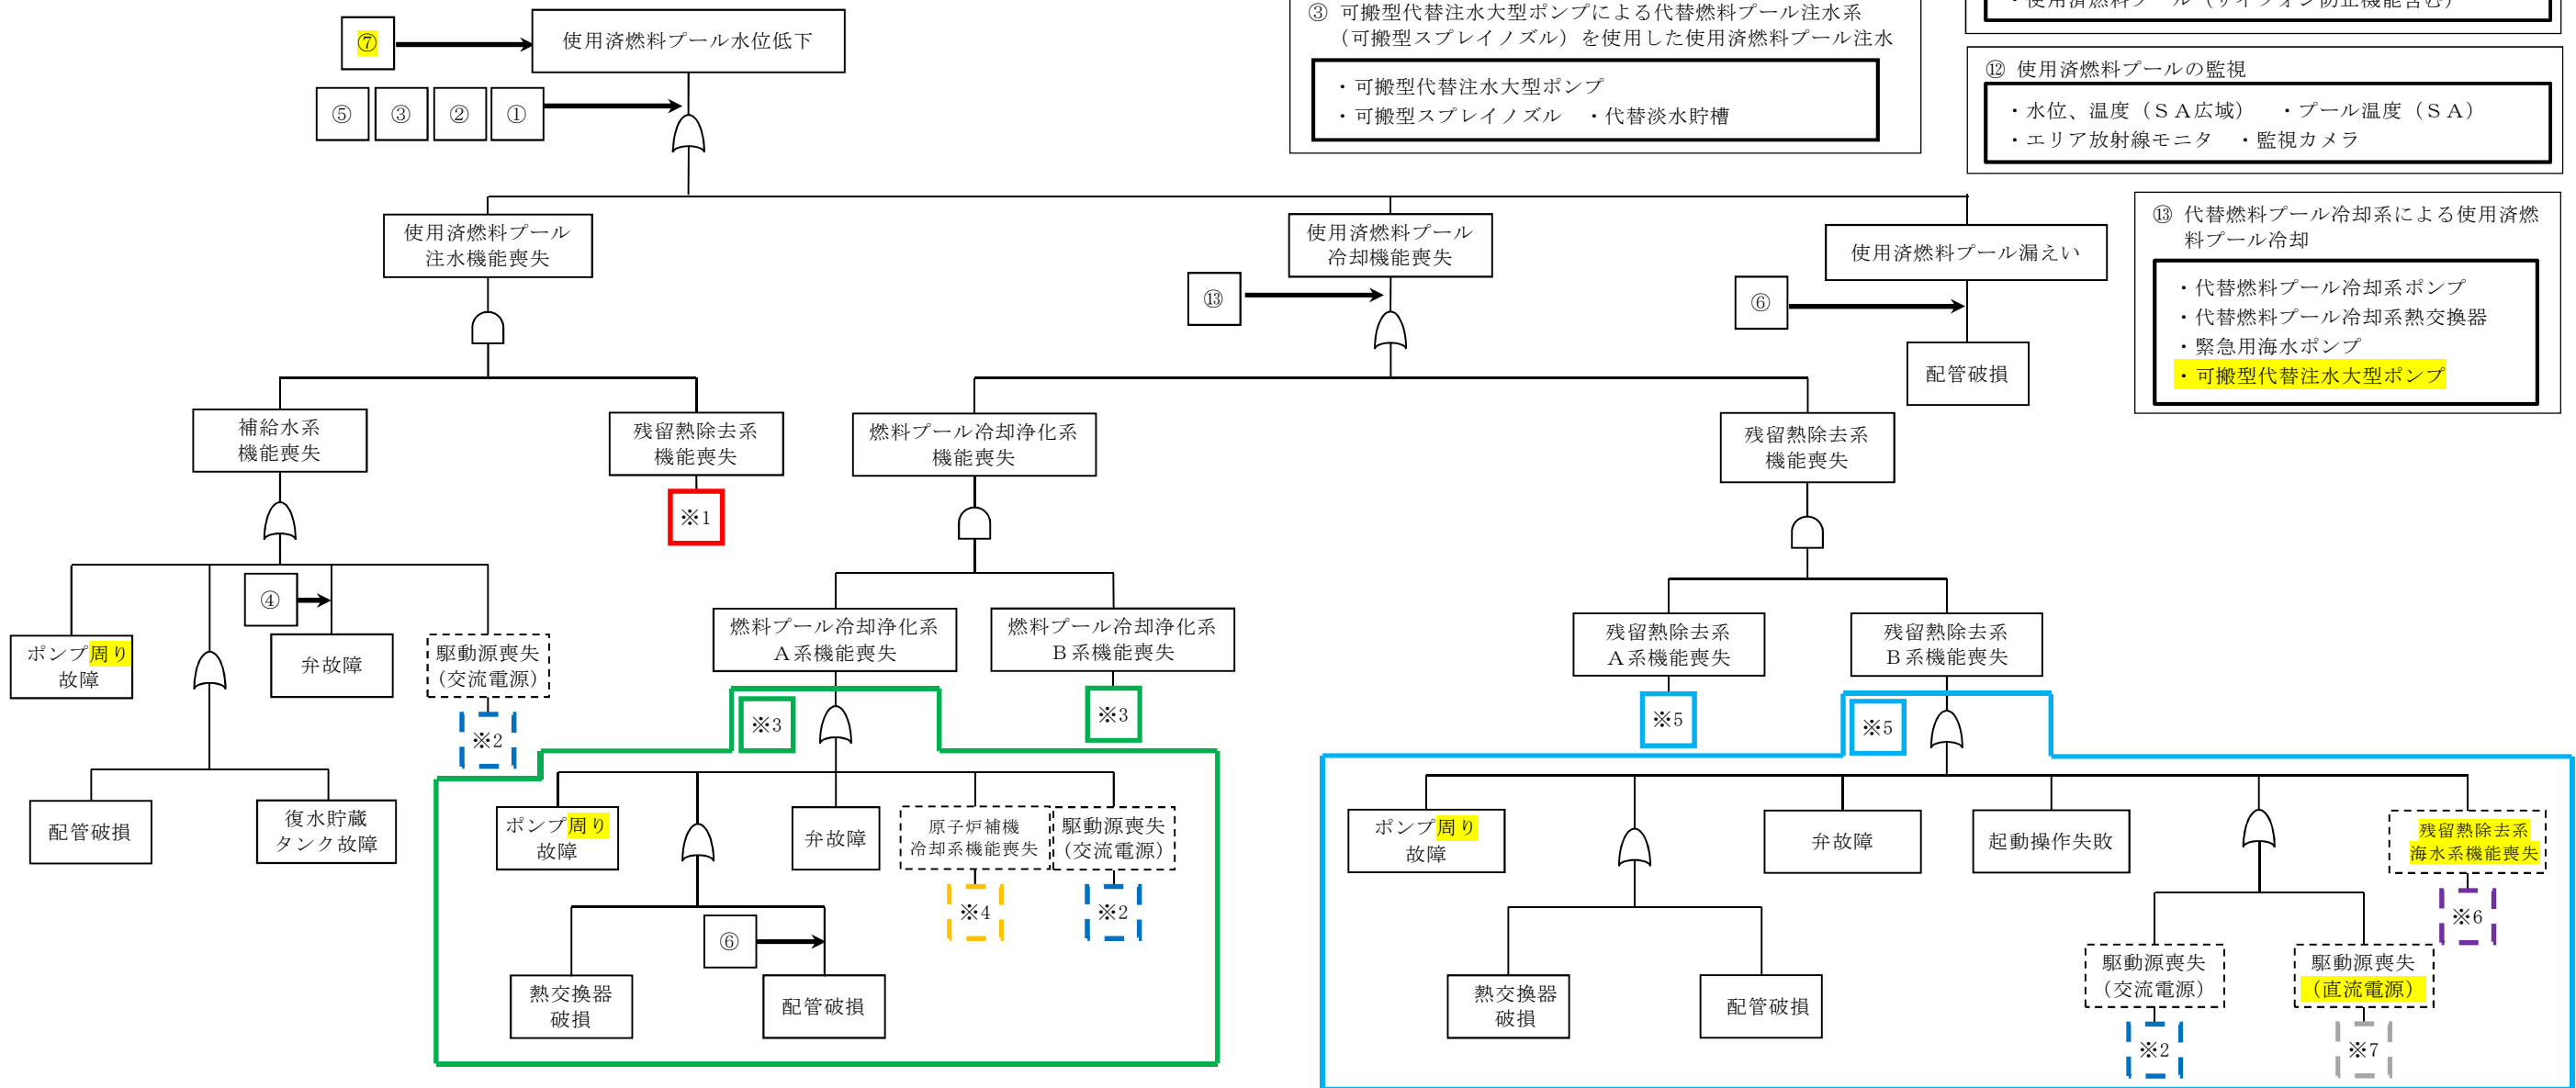 ⑦
使用済燃料プール水位低下
⑤ ③ ② ①
③ 可搬型代替注水大型ポンプによる代替燃料プール注水系
（可搬型スプレイノズル）を使用した使用済燃料プール注水
・可搬型代替注水大型ポンプ
・可搬型スプレイノズル ・代替淡水貯槽
・使用済燃料プール（サイフォン防止機能含む）
⑫ 使用済燃料プールの監視
・水位、温度（ＳＡ広域） ・プール温度（ＳＡ）
・エリア放射線モニタ ・監視カメラ
⑬ 代替燃料プール冷却系による使用済燃
料プール冷却
・代替燃料プール冷却系ポンプ
・代替燃料プール冷却系熱交換器
・緊急用海水ポンプ
・可搬型代替注水大型ポンプ
使用済燃料プール
注水機能喪失
使用済燃料プール
冷却機能喪失
使用済燃料プール漏えい
⑬
⑥
配管破損
補給水系
機能喪失
残留熱除去系
機能喪失
※1
燃料プール冷却浄化系
機能喪失
残留熱除去系
機能喪失
④
ポンプ周り
故障
弁故障
駆動源喪失
（交流電源）
※2
配管破損
復水貯蔵
タンク故障
燃料プール冷却浄化系
Ａ系機能喪失
燃料プール冷却浄化系
Ｂ系機能喪失
※3
※3
ポンプ周り
故障
弁故障
原子炉補機
冷却系機能喪失
駆動源喪失
（交流電源）
※4
※2
⑥
熱交換器
破損
配管破損
残留熱除去系
Ａ系機能喪失
残留熱除去系
Ｂ系機能喪失
※5
※5
ポンプ周り
故障
弁故障
起動操作失敗
残留熱除去系
海水系機能喪失
※6
熱交換器
破損
配管破損
駆動源喪失
（交流電源）
駆動源喪失
（直流電源）
※2
※7